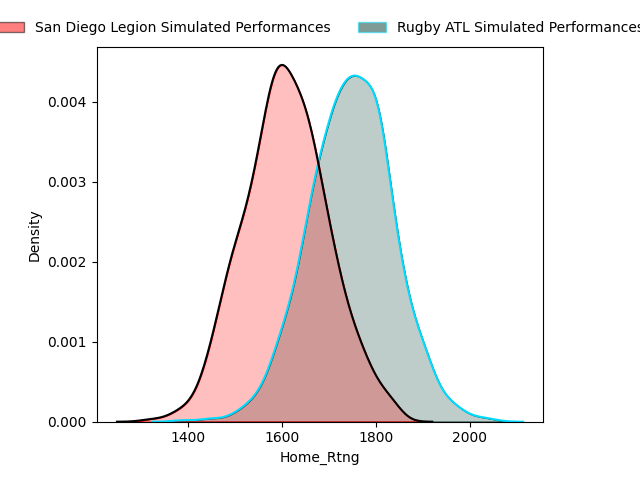 San Diego Legion Simulated Performances Rugby ATL Simulated Performances
0.004
0.003
0.002
0.001
0.000
Density
1400 1600 1800 2000
Home_Rtng